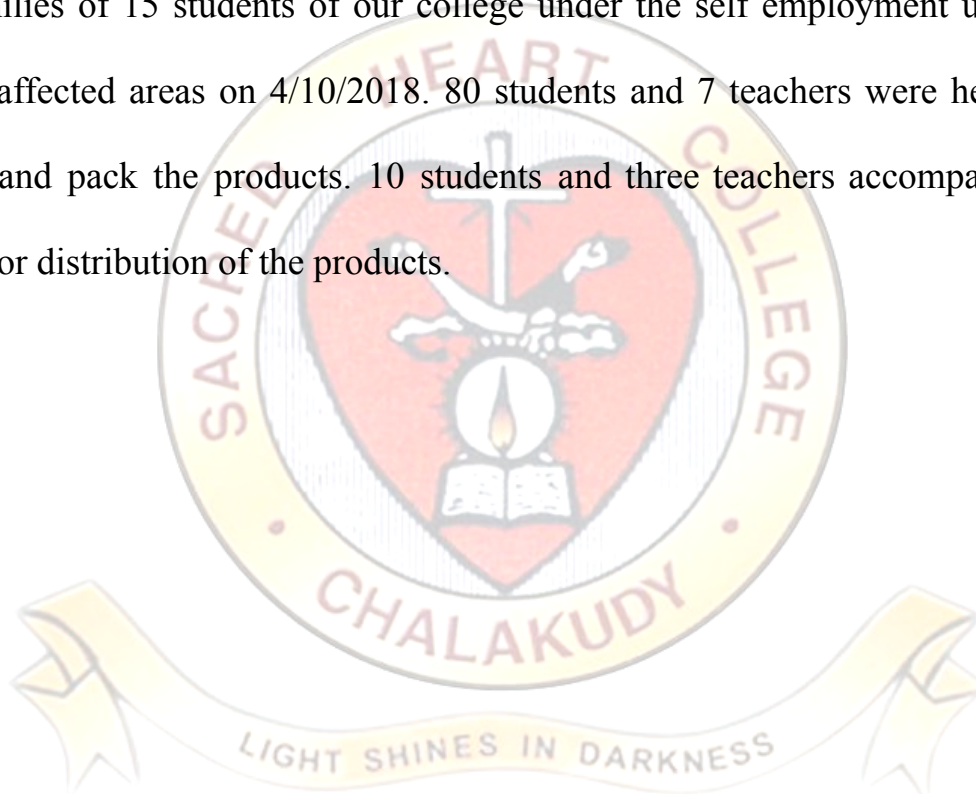 ilies of 15 students of our college under the self employment u
affected areas on 4/10/2018. 80 students and 7 teachers were he
and pack the products. 10 students and three teachers accompa
or distribution of the products.
SACRED HEART COLLEGE
CHALAKUDY
LIGHT SHINES IN DARKNESS